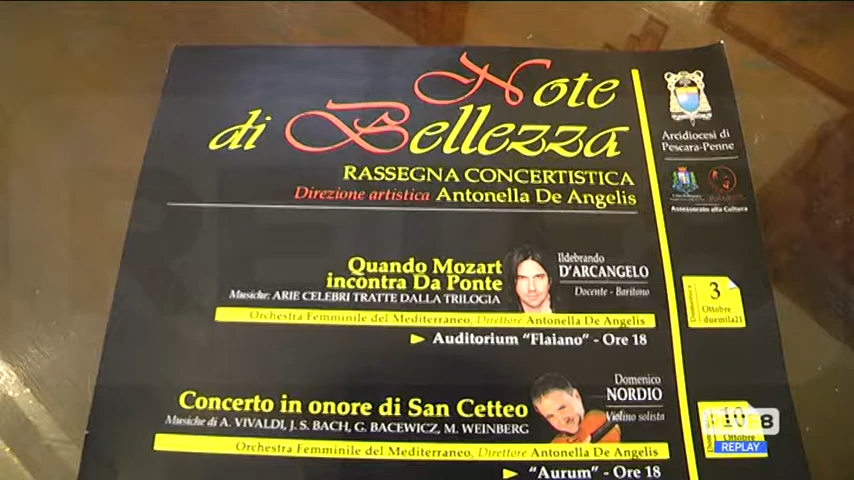 Note
di Bellezza
RASSEGNA CONCERTISTICA
Direzione artistica Antonella De Angelis
Arcidiocesi di
Pescara-Penne
Assessorato alla Cultura
Quando Mozart
incontra Da Ponte
Musiche: ARIE CELEBRI TRATTE DALLA TRILOGIA
Ildebrando
D'ARCANGELO
Docente - Baritono
Orchestra Femminile del Mediterraneo, Direttore Antonella De Angelis
Auditorium "Flaiano" - Ore 18
3
Ottobre
duemila21
Concerto in onore di San Cetteo
Musiche di A. VIVALDI, J. S. BACH, G. BACEWICZ, M. WEINBERG
Domenico
NORDIO
Violino solista
Orchestra Femminile del Mediterraneo, Direttore Antonella De Angelis
"Aurum" - Ore 18
10
Ottobre
8
REPLAY